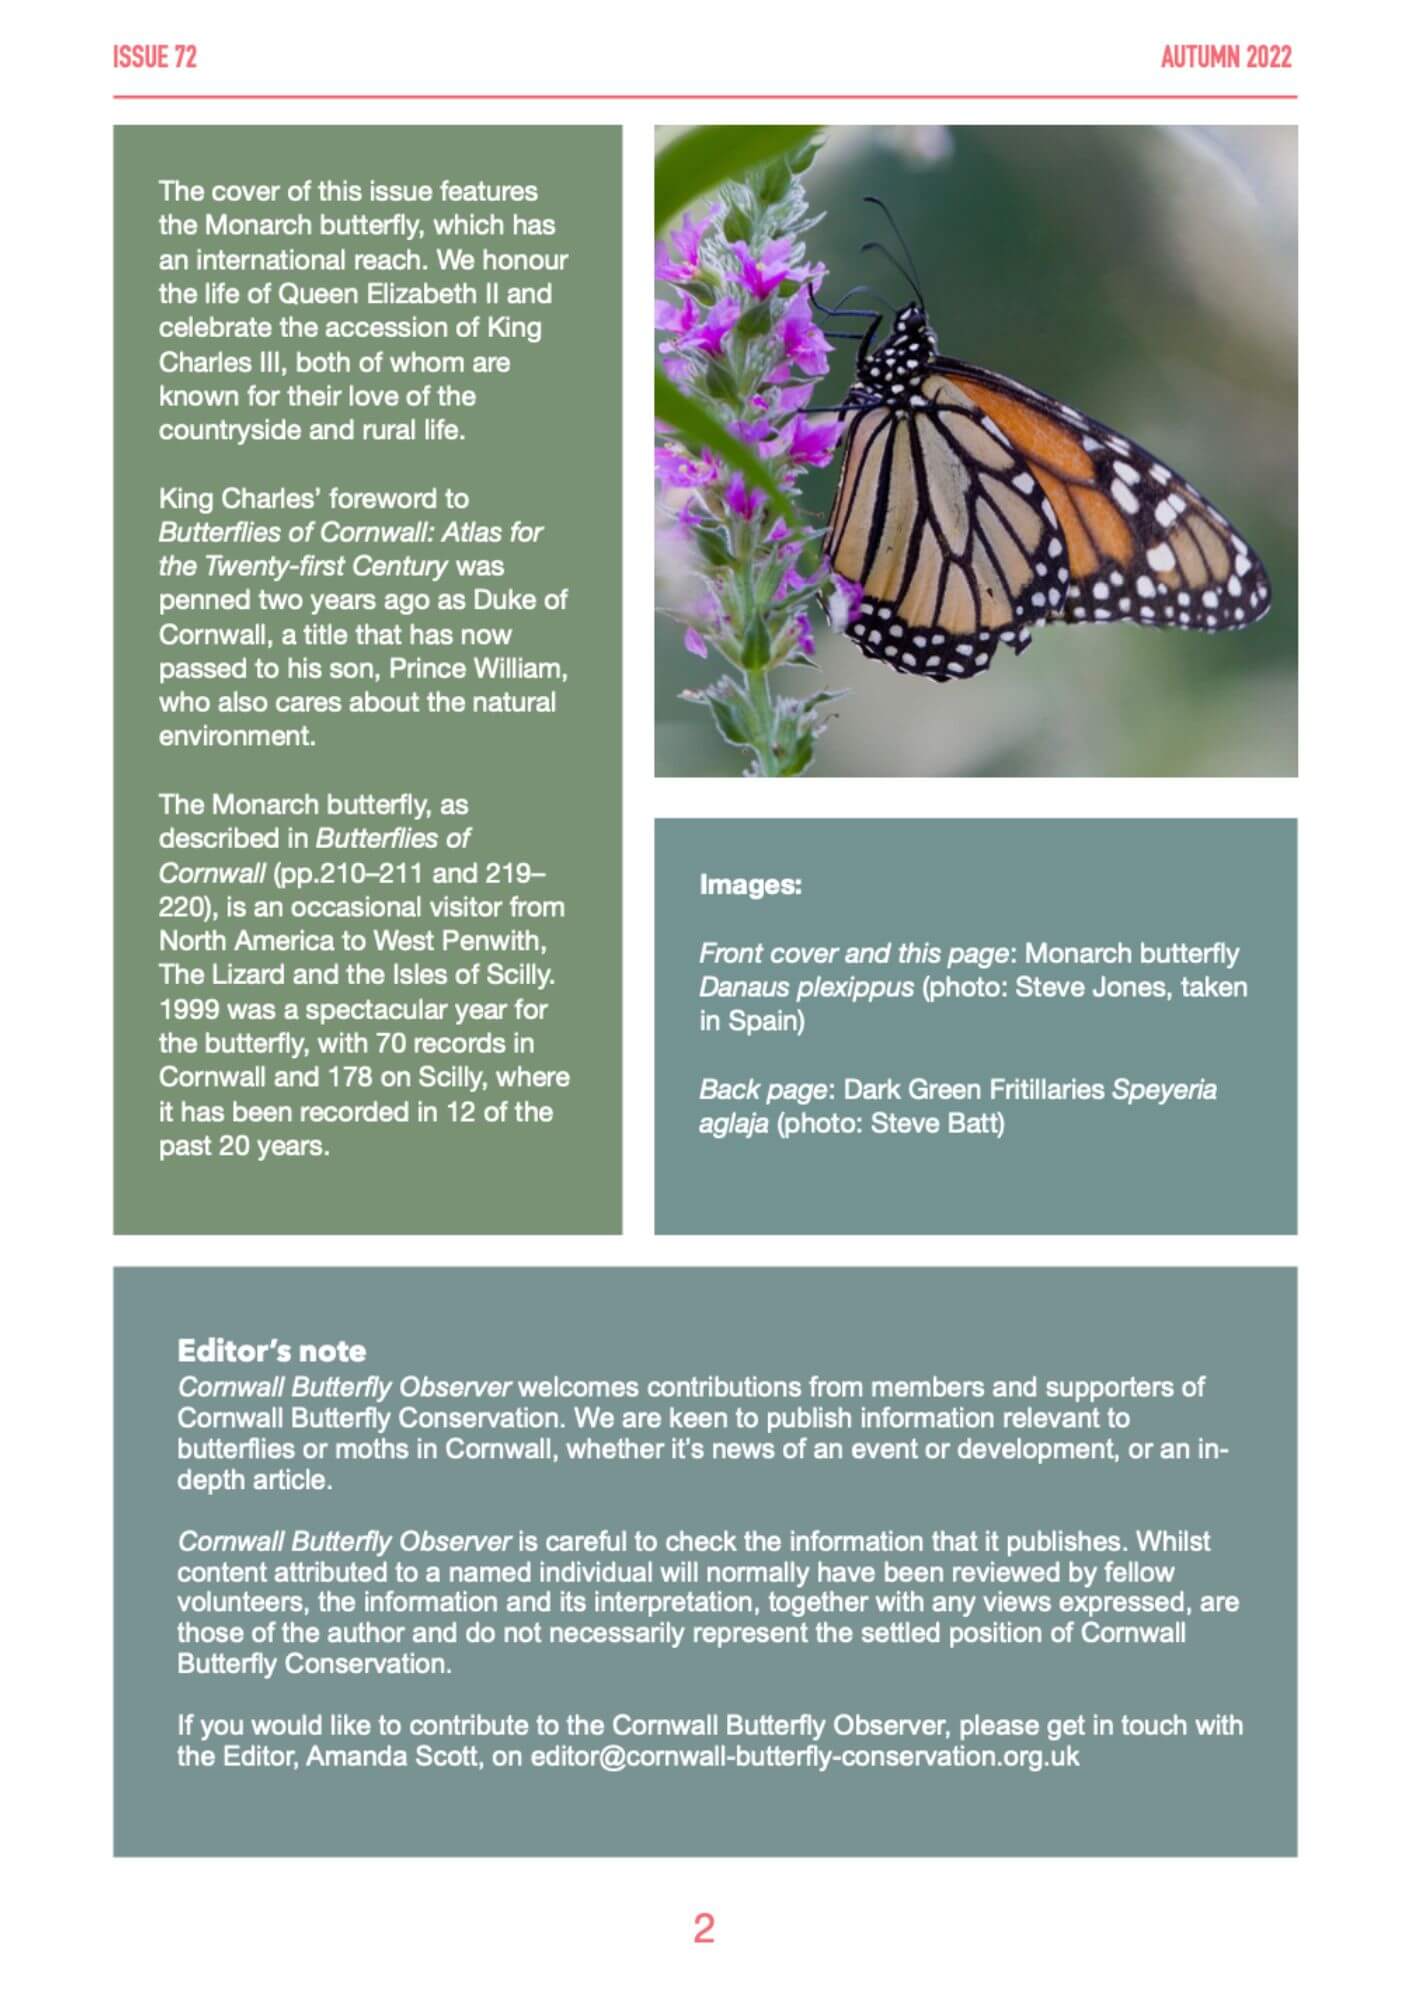 ISSUE 72
AUTUMN 2022
The cover of this issue features
the Monarch butterfly, which has
an international reach. We honour
the life of Queen Elizabeth II and
celebrate the accession of King
Charles III, both of whom are
known for their love of the
countryside and rural life.
King Charles’ foreword to
Butterflies of Cornwall: Atlas for
the Twenty-first Century was
penned two years ago as Duke of
Cornwall, a title that has now
passed to his son, Prince William,
who also cares about the natural
environment.
The Monarch butterfly, as
described in Butterflies of
Cornwall (pp.210–211 and 219–
220), is an occasional visitor from
North America to West Penwith,
The Lizard and the Isles of Scilly.
1999 was a spectacular year for
the butterfly, with 70 records in
Cornwall and 178 on Scilly, where
it has been recorded in 12 of the
past 20 years.
Images:
Front cover and this page: Monarch butterfly
Danaus plexippus (photo: Steve Jones, taken
in Spain)
Back page: Dark Green Fritillaries Speyeria
aglaja (photo: Steve Batt)
Editor’s note
Cornwall Butterfly Observer welcomes contributions from members and supporters of
Cornwall Butterfly Conservation. We are keen to publish information relevant to
butterflies or moths in Cornwall, whether it’s news of an event or development, or an in-
depth article.
Cornwall Butterfly Observer is careful to check the information that it publishes. Whilst
content attributed to a named individual will normally have been reviewed by fellow
volunteers, the information and its interpretation, together with any views expressed, are
those of the author and do not necessarily represent the settled position of Cornwall
Butterfly Conservation.
If you would like to contribute to the Cornwall Butterfly Observer, please get in touch with
the Editor, Amanda Scott, on editor@cornwall-butterfly-conservation.org.uk
2